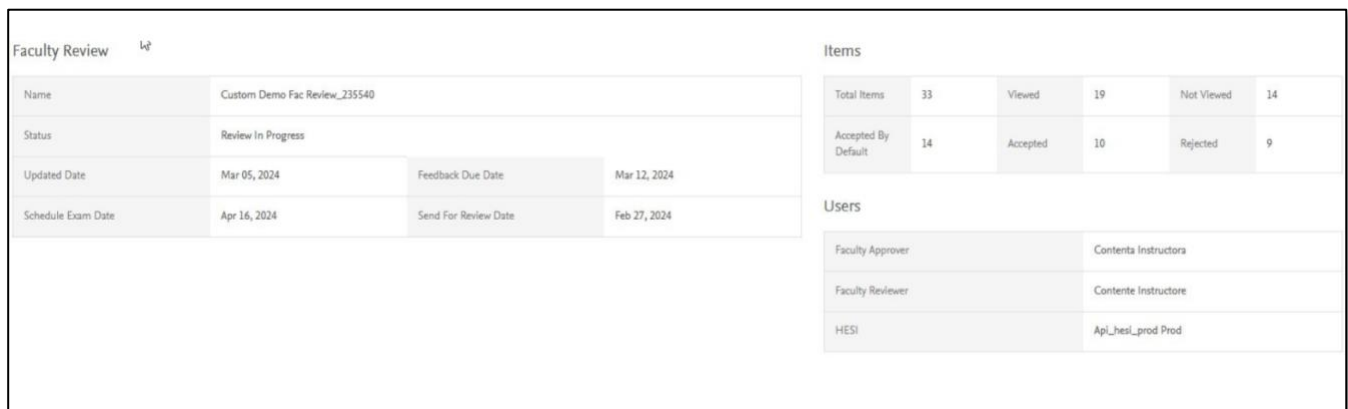 Faculty Review
Name Custom Demo Fac Review_235540
Status Review In Progress
Updated Date Mar 05, 2024 Feedback Due Date Mar 12, 2024
Schedule Exam Date Apr 16, 2024 Send For Review Date Feb 27, 2024
Items
Total Items 33 Viewed 19 Not Viewed 14
Accepted By
Default 14 Accepted 10 Rejected 9
Users
Faculty Approver Contenta Instructora
Faculty Reviewer Contente Instructore
HESI Api_hesi_prod Prod